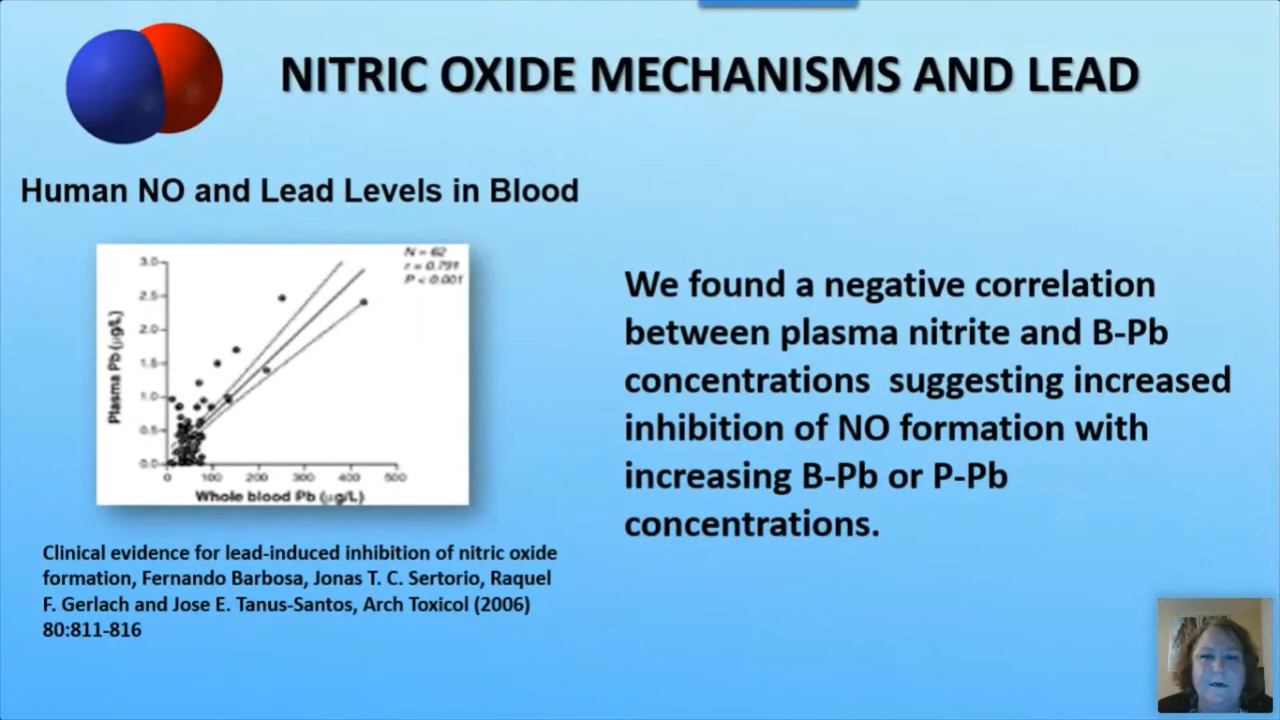 NITRIC OXIDE MECHANISMS AND LEAD
Human NO and Lead Levels in Blood
N = 62
r = 0.791
P < 0.001
3.0
2.5
2.0
1.5
1.0
0.5
0.0
Plasma Pb (µg/L)
0 100 200 300 400 500
Whole blood Pb (µg/L)
We found a negative correlation
between plasma nitrite and B-Pb
concentrations suggesting increased
inhibition of NO formation with
increasing B-Pb or P-Pb
concentrations.
Clinical evidence for lead-induced inhibition of nitric oxide
formation, Fernando Barbosa, Jonas T. C. Sertorio, Raquel
F. Gerlach and Jose E. Tanus-Santos, Arch Toxicol (2006)
80:811-816